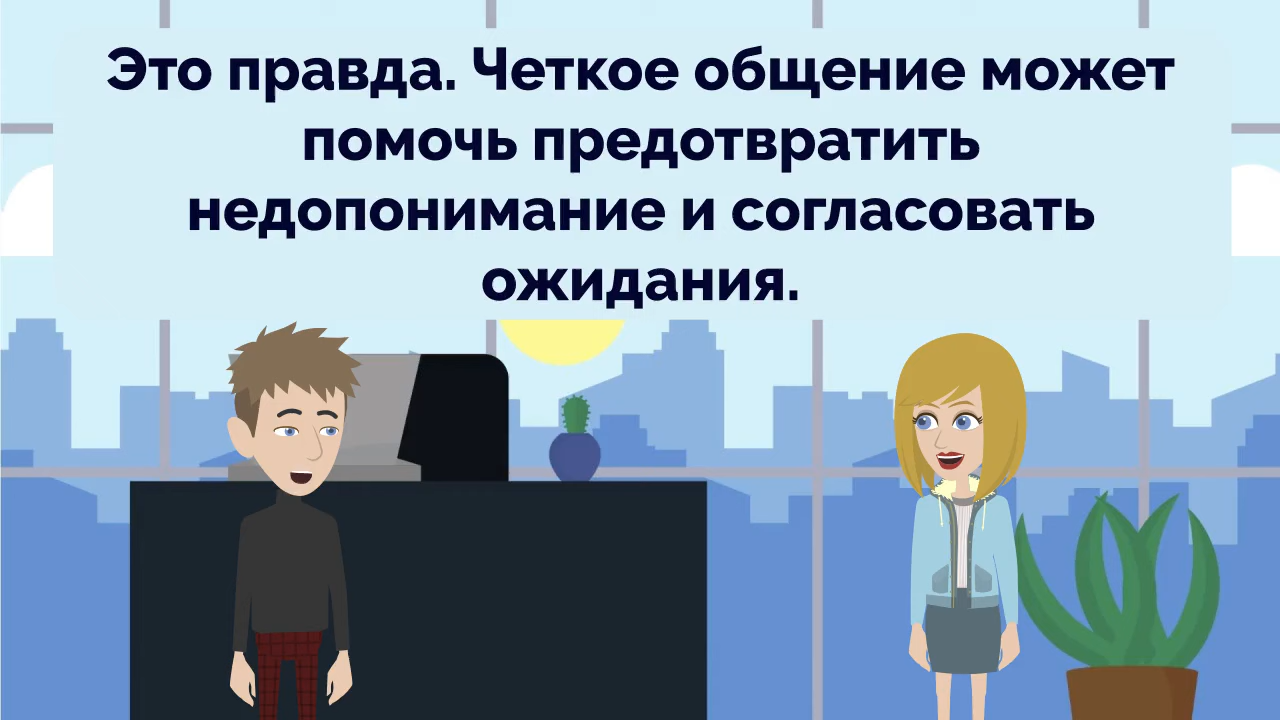 Это правда. Четкое общение может
помочь предотвратить
недопонимание и согласовать
ожидания.